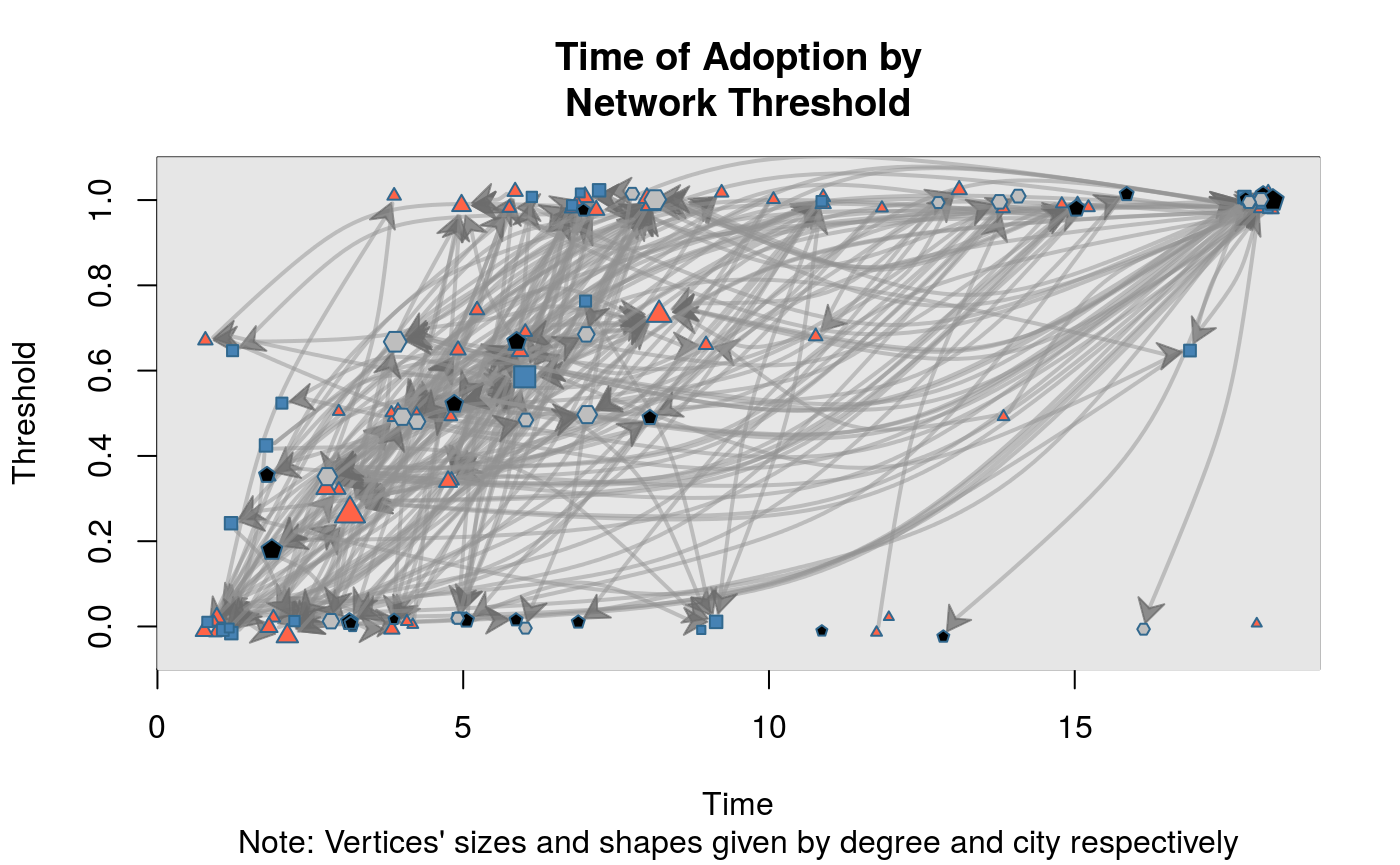 Time of Adoption by
Network Threshold
Threshold
1.0
0.8
0.6
0.4
0.2
0.0
0 5 10 15
Time
Note: Vertices' sizes and shapes given by degree and city respectively